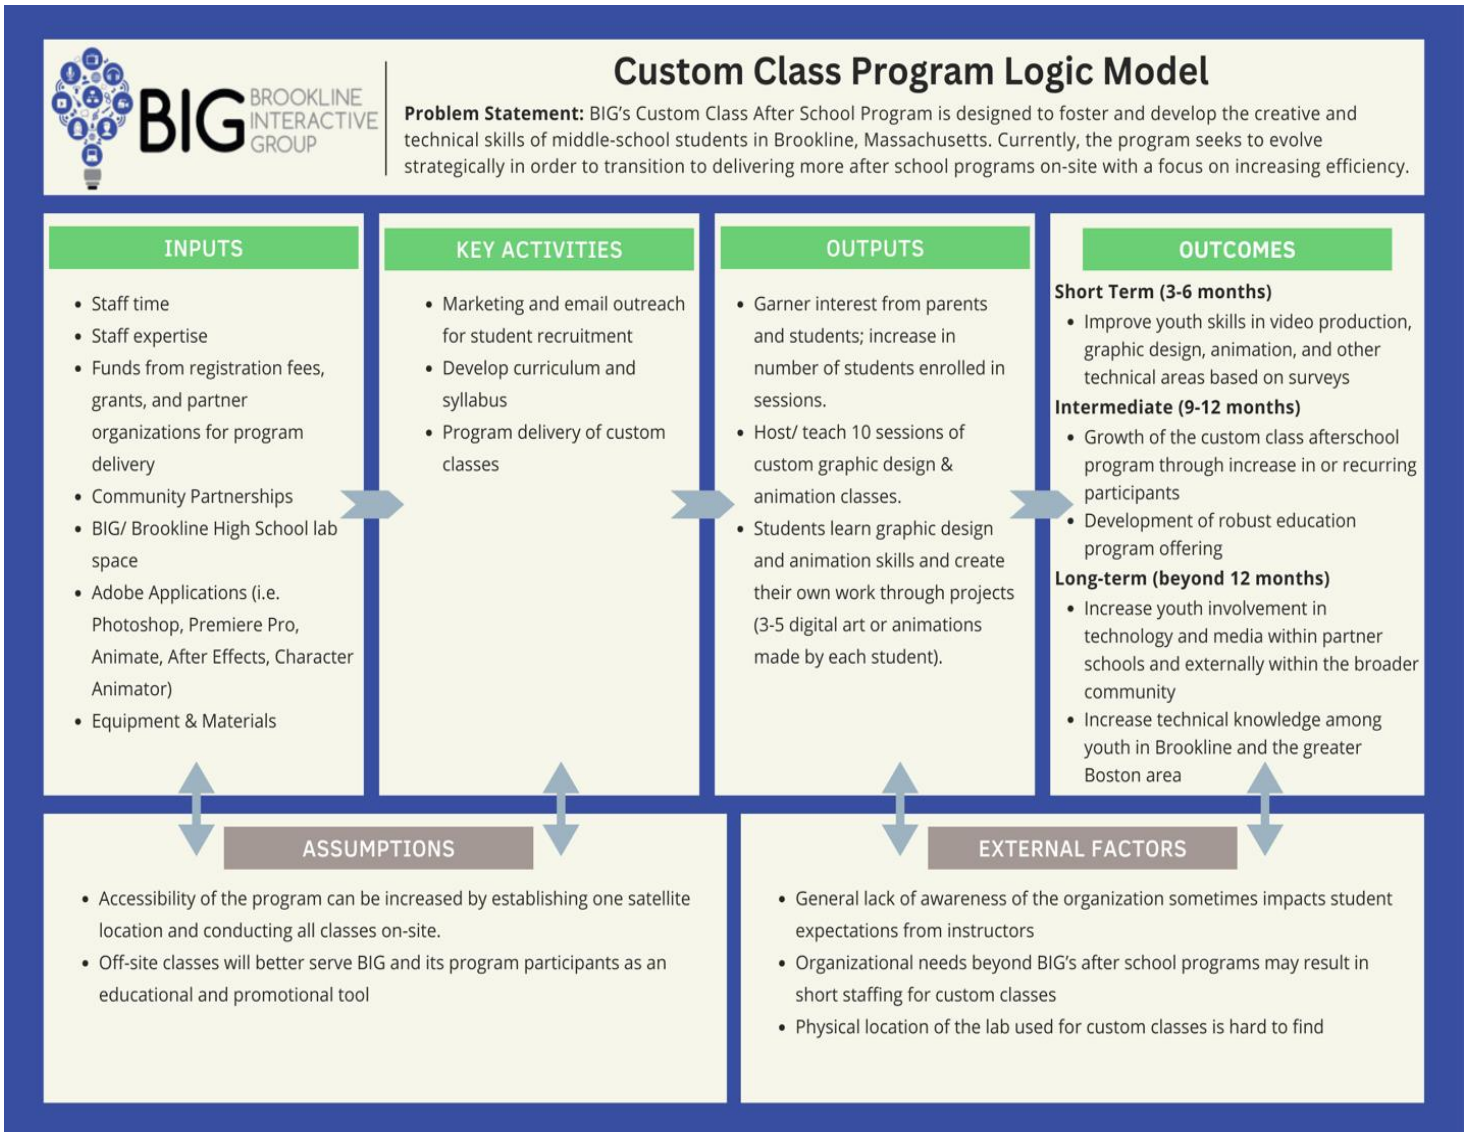 BIG
BROOKLINE
INTERACTIVE
GROUP
Custom Class Program Logic Model
Problem Statement: BIG's Custom Class After School Program is designed to foster and develop the creative and
technical skills of middle-school students in Brookline, Massachusetts. Currently, the program seeks to evolve
strategically in order to transition to delivering more after school programs on-site with a focus on increasing efficiency.
INPUTS
• Staff time
• Staff expertise
• Funds from registration fees,
grants, and partner
organizations for program
delivery
• Community Partnerships
• BIG/ Brookline High School lab
space
• Adobe Applications (i.e.
Photoshop, Premiere Pro,
Animate, After Effects, Character
Animator)
• Equipment & Materials
KEY ACTIVITIES
• Marketing and email outreach
for student recruitment
• Develop curriculum and
syllabus
• Program delivery of custom
classes
OUTPUTS
• Garner interest from parents
and students; increase in
number of students enrolled in
sessions.
• Host/ teach 10 sessions of
custom graphic design &
animation classes.
• Students learn graphic design
and animation skills and create
their own work through projects
(3-5 digital art or animations
made by each student).
OUTCOMES
Short Term (3-6 months)
• Improve youth skills in video production,
graphic design, animation, and other
technical areas based on surveys
Intermediate (9-12 months)
• Growth of the custom class afterschool
program through increase in or recurring
participants
• Development of robust education
program offering
Long-term (beyond 12 months)
• Increase youth involvement in
technology and media within partner
schools and externally within the broader
community
• Increase technical knowledge among
youth in Brookline and the greater
Boston area
ASSUMPTIONS
• Accessibility of the program can be increased by establishing one satellite
location and conducting all classes on-site.
• Off-site classes will better serve BIG and its program participants as an
educational and promotional tool
EXTERNAL FACTORS
• General lack of awareness of the organization sometimes impacts student
expectations from instructors
• Organizational needs beyond BIG's after school programs may result in
short staffing for custom classes
• Physical location of the lab used for custom classes is hard to find